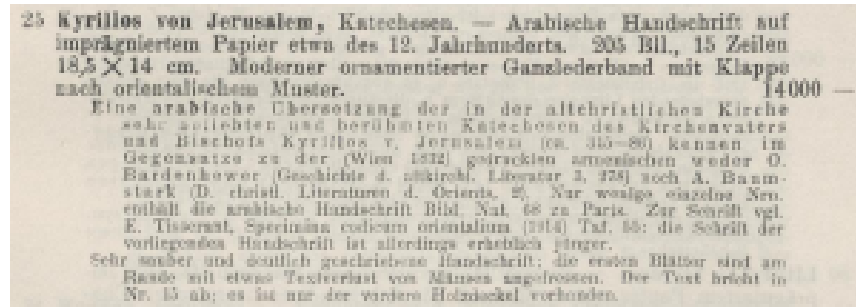 25 Kyrillos von Jerusalem, Katechesen. — Arabische Handschrift auf
imprägniertem Papier etwa des 12. Jahrhunderts. 205 Bll., 15 Zeilen
18,5 × 14 cm. Moderner ornamentierter Ganzlederband mit Klappe
nach orientalischem Muster. 14000 —
Eine arabische Übersetzung der in der altchristlichen Kirche
sehr beliebten und berühmten Katechesen des Kirchenvaters
und Bischofs Kyrillos v. Jerusalem (ca. 315—86) kennen im
Gegensatze zu der (Wien 1832) gedruckten armenischen weder O.
Bardenhewer (Geschichte d. altkirchl. Literatur 3, 278) noch A. Baum-
stark (D. christl. Literaturen d. Orients, 2). Nur wenige einzelne Nrn.
enthält die arabische Handschrift Bibl. Nat. 68 zu Paris. Zur Schrift vgl.
E. Tisserant, Specimina codicum orientalium (1914) Taf. 55; die Schrift der
vorliegenden Handschrift ist allerdings erheblich jünger.
Sehr sauber und deutlich geschriebene Handschrift; die ersten Blätter sind am
Rande mit etwas Textverlust von Mäusen angefressen. Der Text bricht in
Nr. 15 ab; es ist nur der vordere Holzdeckel vorhanden.